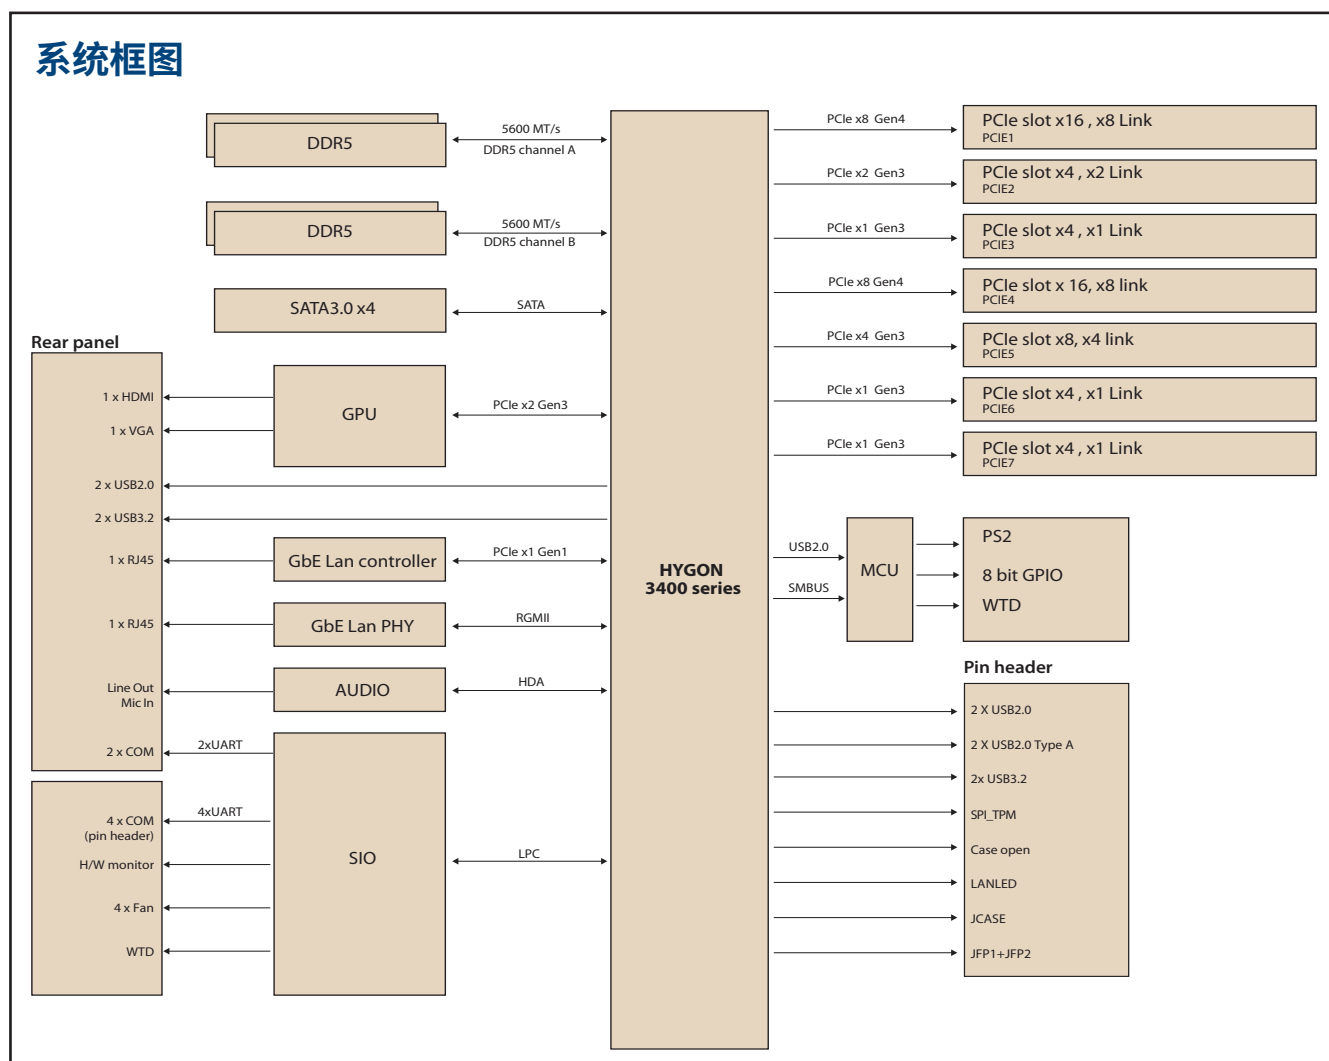 系统框图
DDR5
5600 MT/s
DDR5 channel A
DDR5
5600 MT/s
DDR5 channel B
SATA3.0 x4
SATA
Rear panel
1 x HDMI
1 x VGA
GPU
PCIe x2 Gen3
2 x USB2.0
2 x USB3.2
1 x RJ45
GbE Lan controller
PCIe x1 Gen1
1 x RJ45
GbE Lan PHY
RGMII
Line Out
Mic In
AUDIO
HDA
2 x COM
2xUART
4 x COM
(pin header)
4xUART
H/W monitor
4 x Fan
WTD
SIO
LPC
HYGON
3400 series
PCIe x8 Gen4
PCIe slot x16 , x8 Link
PCIE1
PCIe x2 Gen3
PCIe slot x4 , x2 Link
PCIE2
PCIe x1 Gen3
PCIe slot x4 , x1 Link
PCIE3
PCIe x8 Gen4
PCIe slot x 16, x8 link
PCIE4
PCIe x4 Gen3
PCIe slot x8, x4 link
PCIE5
PCIe x1 Gen3
PCIe slot x4 , x1 Link
PCIE6
PCIe x1 Gen3
PCIe slot x4 , x1 Link
PCIE7
USB2.0
SMBUS
MCU
PS2
8 bit GPIO
WTD
Pin header
2 X USB2.0
2 X USB2.0 Type A
2x USB3.2
SPI_TPM
Case open
LANLED
JCASE
JFP1+JFP2